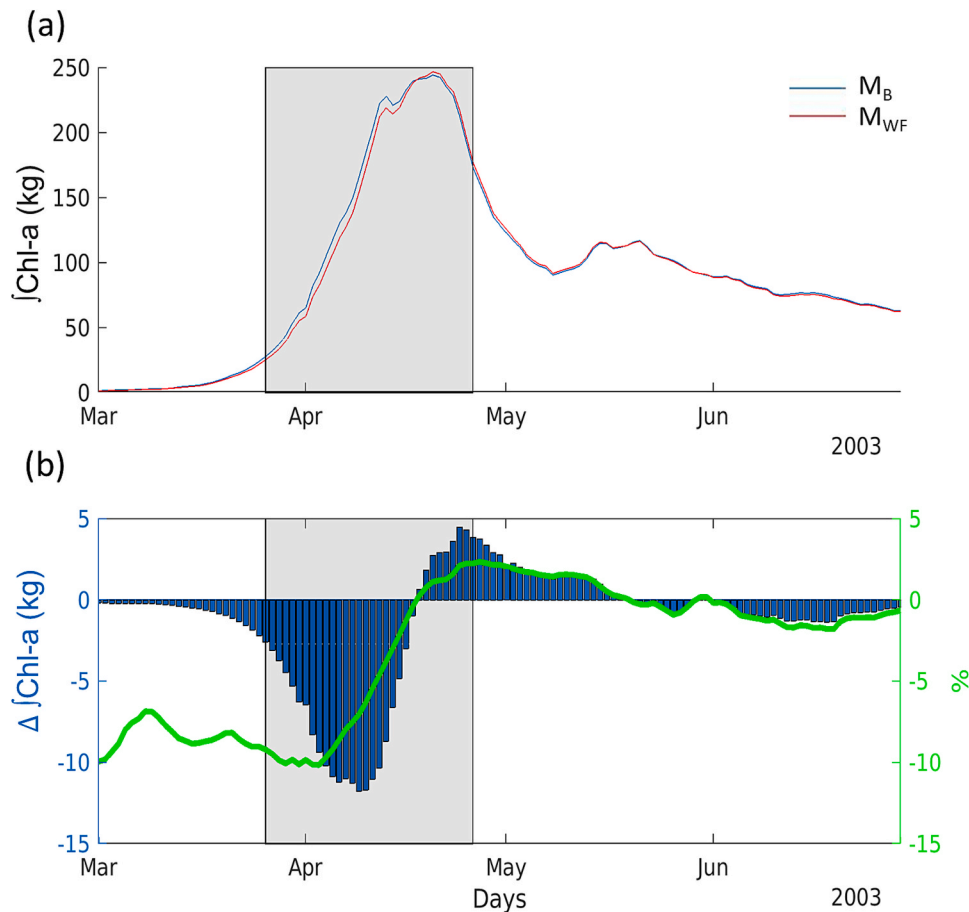 (a)
250
200
150
100
50
0
∫Chl-a (kg)
M_B
M_WF
Mar
Apr
May
Jun
2003
(b)
5
0
-5
-10
-15
Δ ∫Chl-a (kg)
5
0
-5
-10
-15
%
Mar
Apr
May
Jun
Days
2003